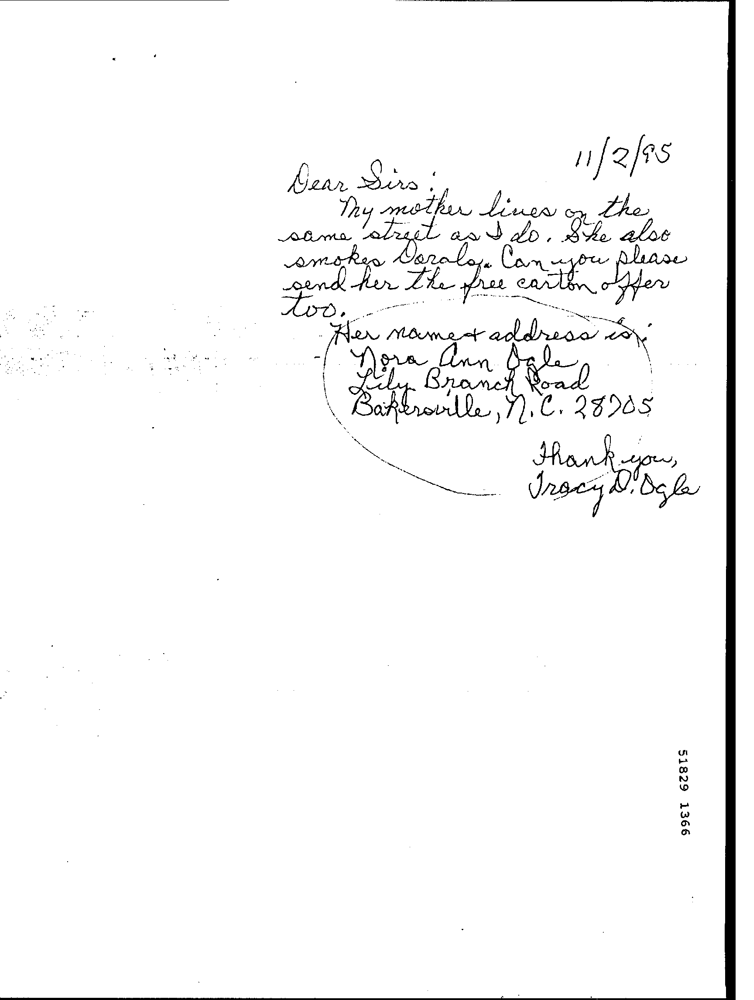 11/2/95
Dear Sirs:
My mother lives on the
same street as I do. She also
smokes Dorals. Can you please
send her the free carton offer
too.
Her name + address is:
Nora Ann Ogle
Lily Branch Road
Bakersville, N.C. 28705
Thank you,
Tracy D. Ogle
51829 1366